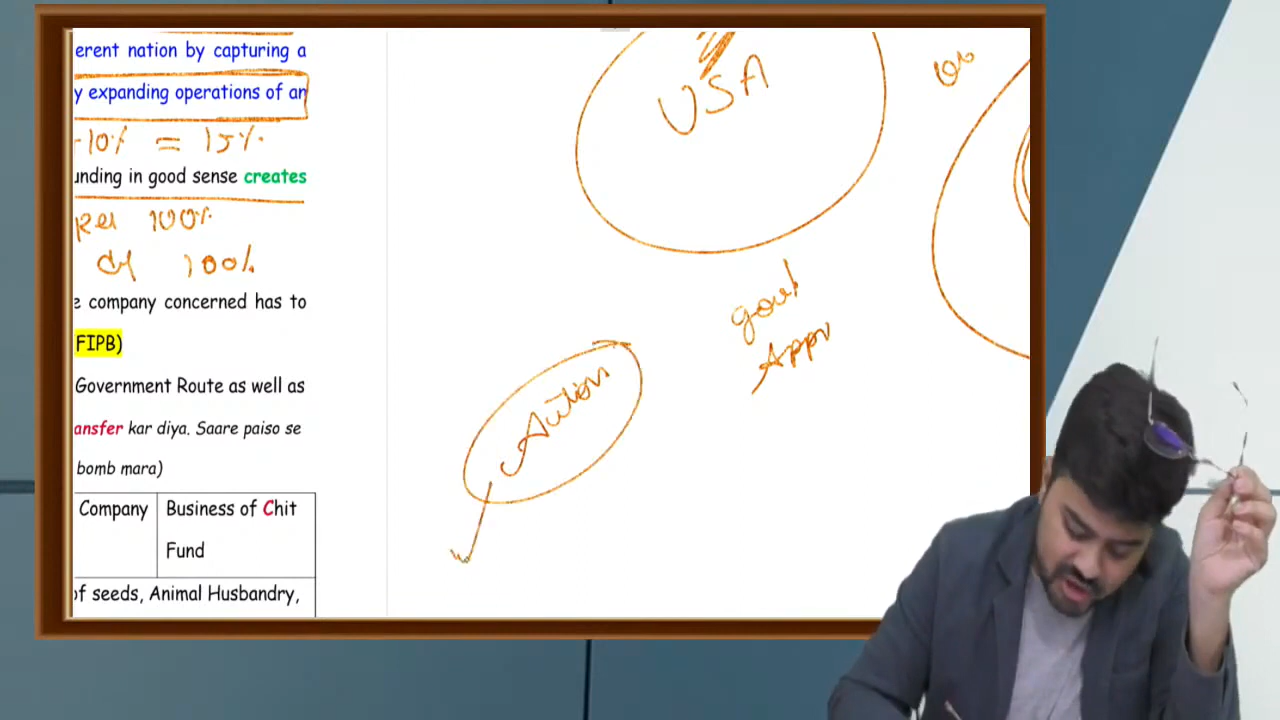 erent nation by capturing a
y expanding operations of an
-10% = 15%
unding in good sense creates
100%
100%
e company concerned has to
FIPB)
Government Route as well as
ansfer kar diya. Saare paiso se
bomb mara)
Company
Business of Chit
Fund
of seeds, Animal Husbandry,
USA
govt
Appr